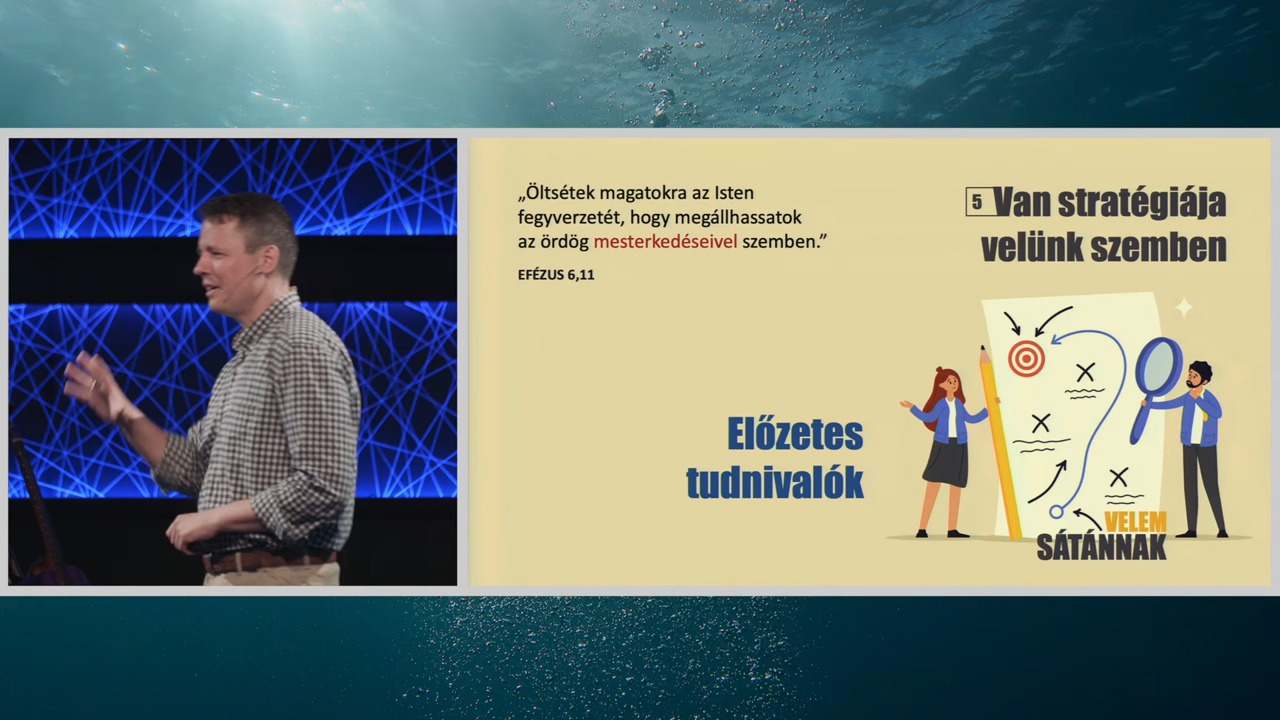 „Öltsétek magatokra az Isten
fegyverzetét, hogy megállhassatok
az ördög mesterkedéseivel szemben.”
EFÉZUS 6,11
5 Van stratégiája
velünk szemben
Előzetes
tudnivalók
VELEM
SÁTÁNNAK